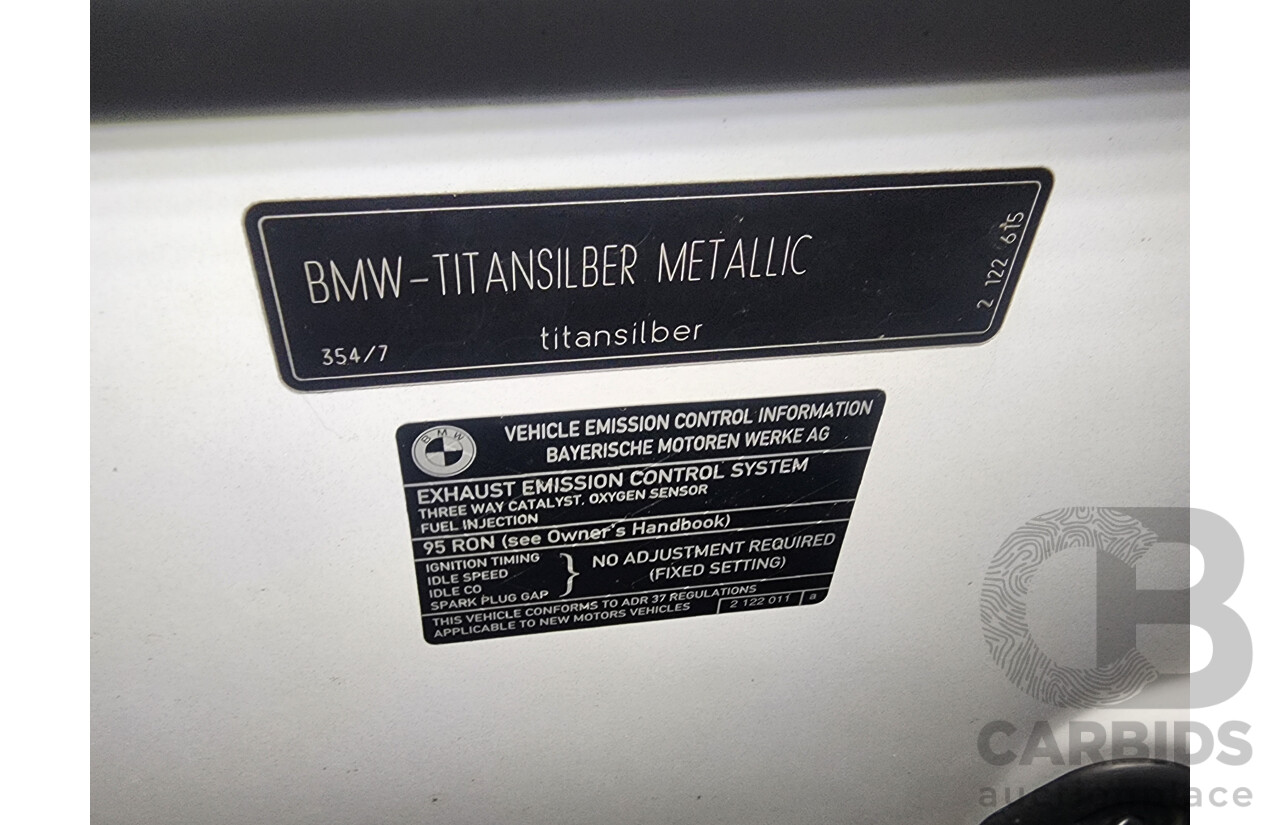 BMW-TITANSILBER METALLIC
titansilber
354/7
2 122 615
BMW
VEHICLE EMISSION CONTROL INFORMATION
BAYERISCHE MOTOREN WERKE AG
EXHAUST EMISSION CONTROL SYSTEM
THREE WAY CATALYST, OXYGEN SENSOR
FUEL INJECTION
95 RON (see Owner's Handbook)
IGNITION TIMING
IDLE SPEED
IDLE CO
SPARK PLUG GAP
NO ADJUSTMENT REQUIRED
(FIXED SETTING)
THIS VEHICLE CONFORMS TO ADR 37 REGULATIONS
APPLICABLE TO NEW MOTORS VEHICLES
2 122 011 a
CB
CARBIDS
auctionplace